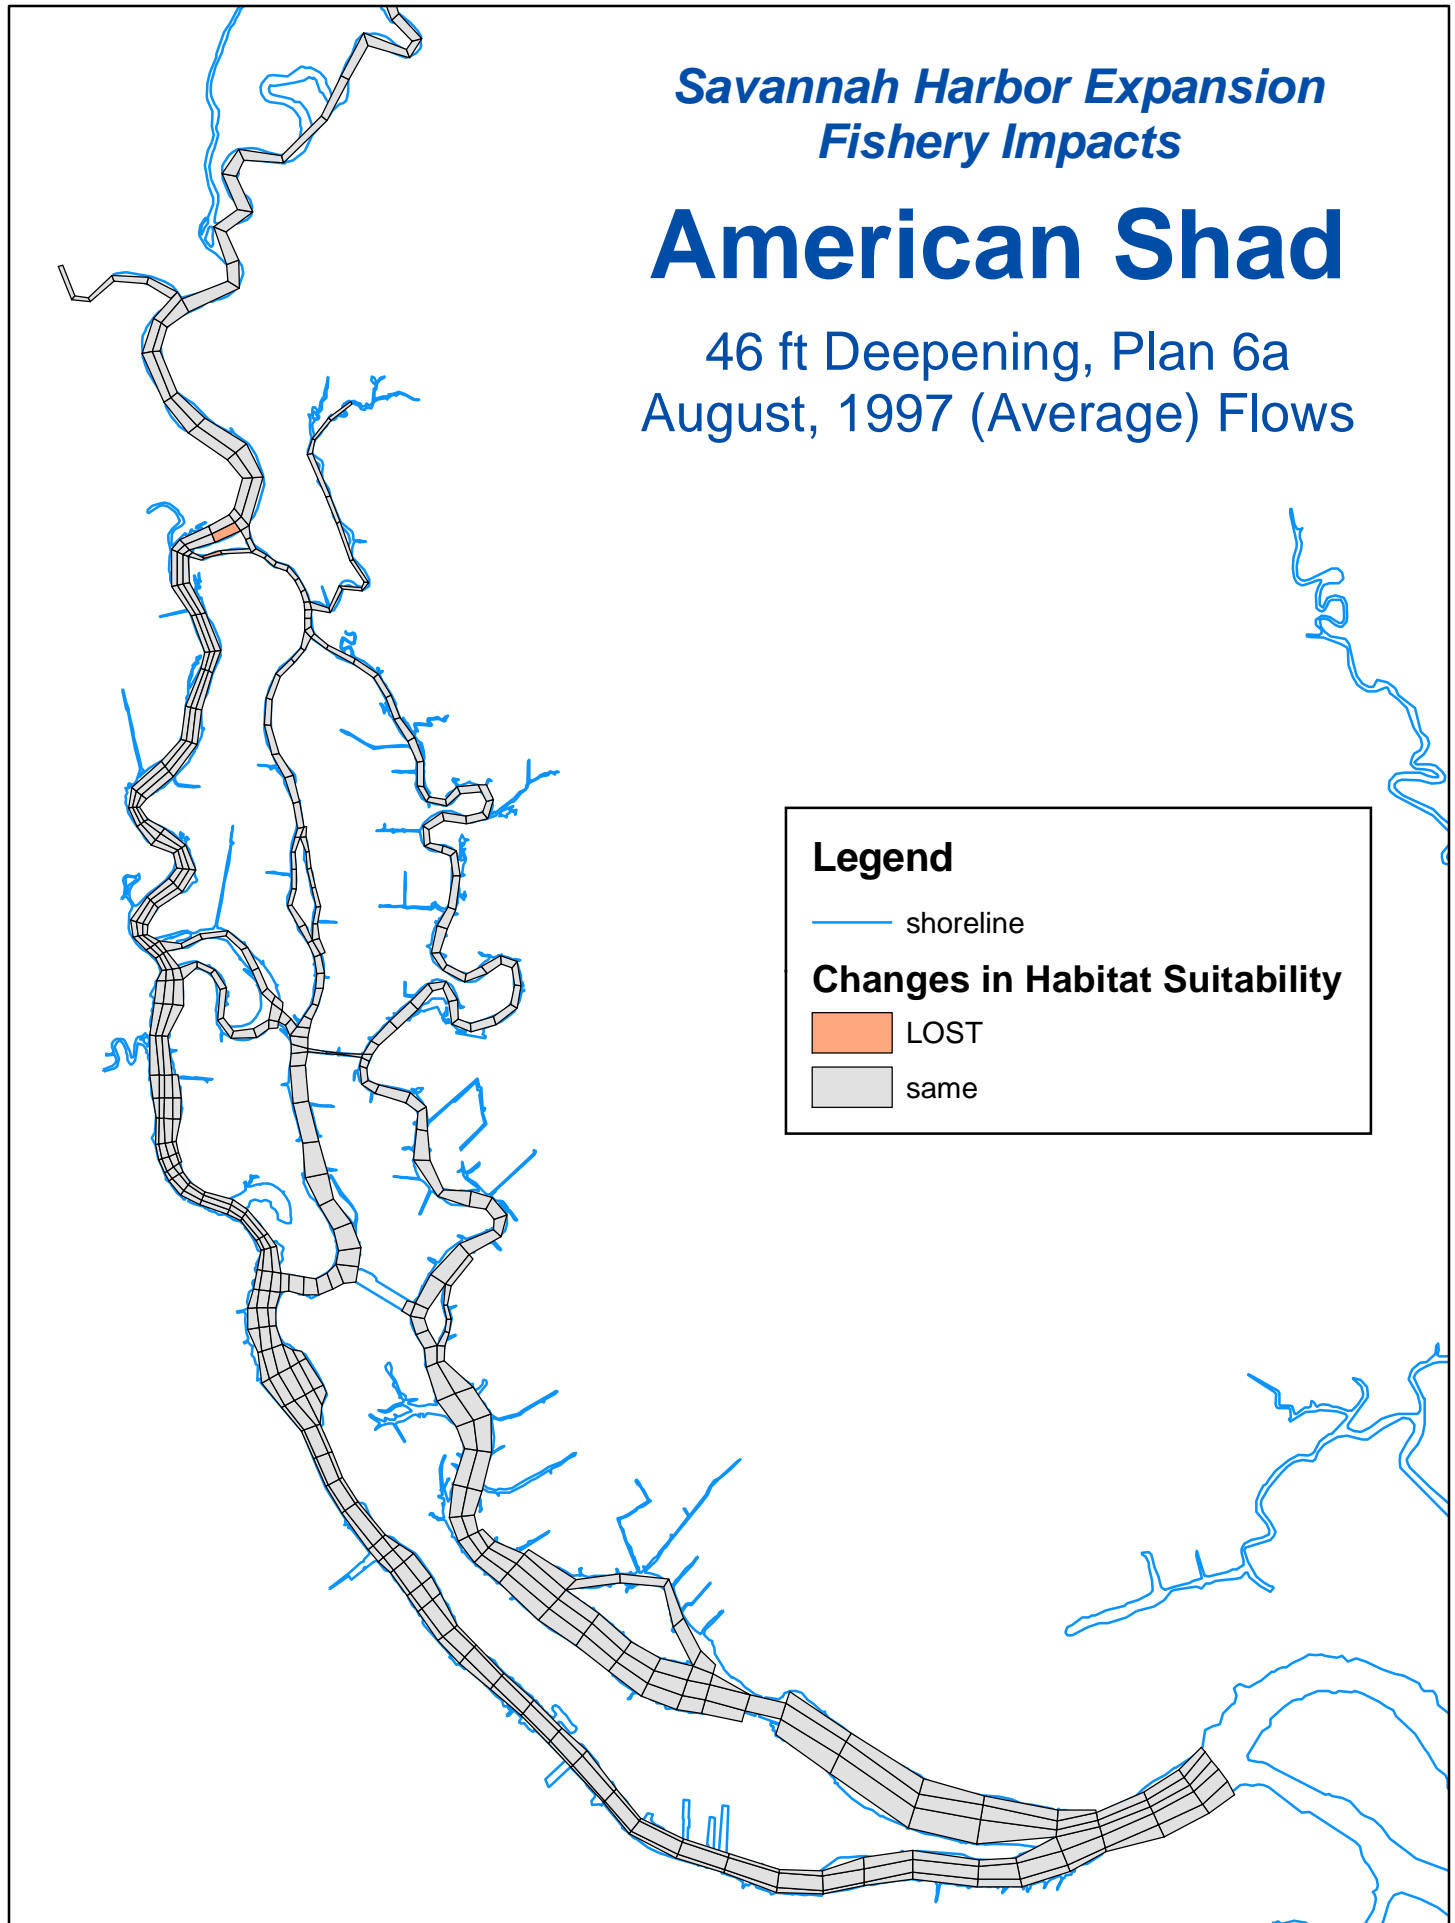 Savannah Harbor Expansion
Fishery Impacts
American Shad
46 ft Deepening, Plan 6a
August, 1997 (Average) Flows
Legend
shoreline
Changes in Habitat Suitability
LOST
same